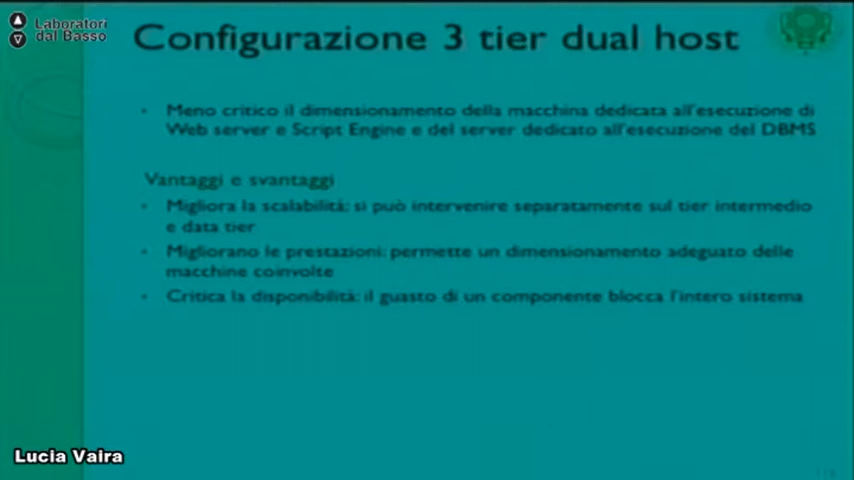 Laboratori
dal Basso
Configurazione 3 tier dual host
Meno critico il dimensionamento della macchina dedicata all'esecuzione di
Web server e Script Engine e del server dedicato all'esecuzione del DBMS
Vantaggi e svantaggi
Migliora la scalabilità: si può intervenire separatamente sul tier intermedio
e data tier
Migliorano le prestazioni: permette un dimensionamento adeguato delle
macchine coinvolte
Critica la disponibilità: il guasto di un componente blocca l'intero sistema
Lucia Vaira